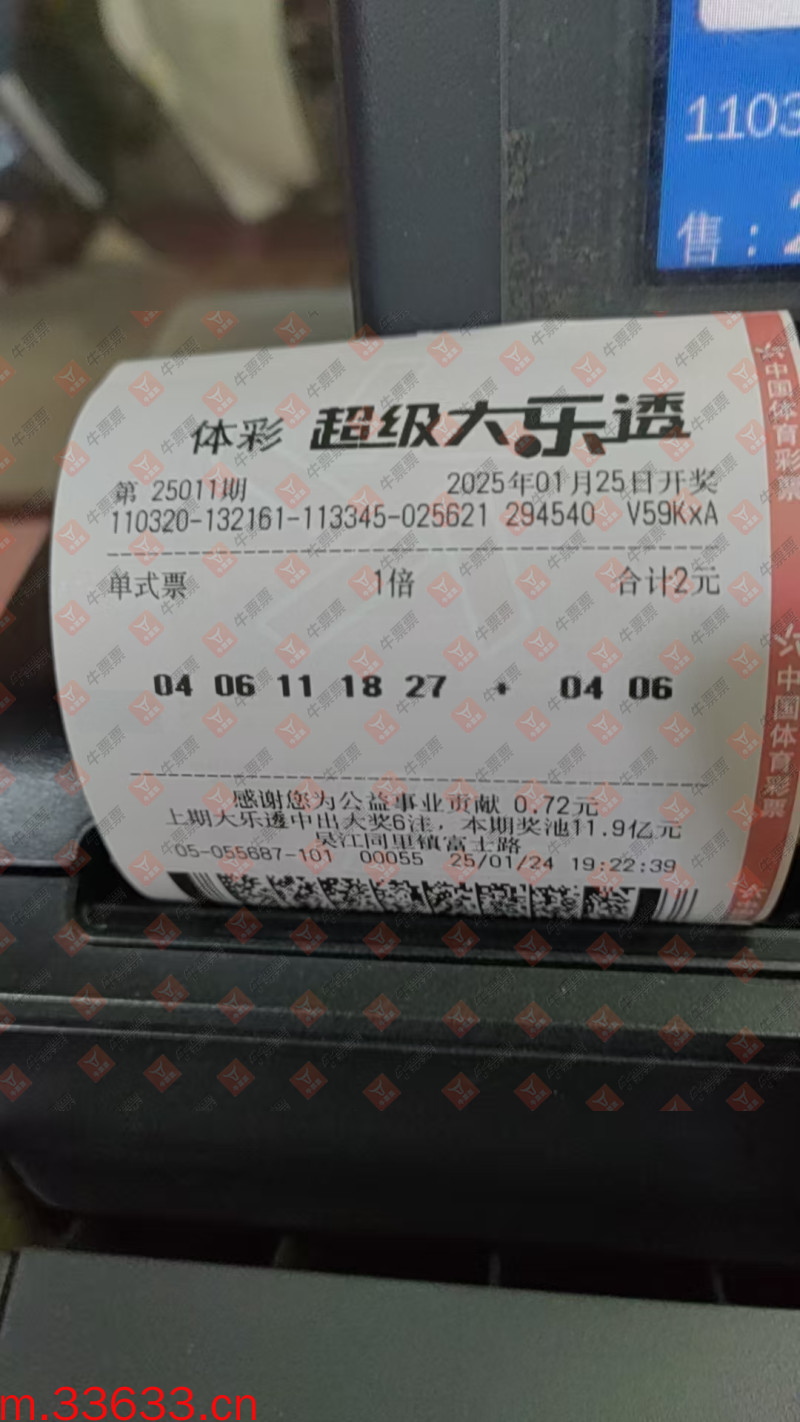 1103
售：2
体彩 超级大乐透
第 25011期 2025年01月25日开奖
110320-132161-113345-025621 294540 V59KxA
单式票 1倍 合计2元
04 06 11 18 27 + 04 06
感谢您为公益事业贡献 0.72元
上期大乐透中出大奖6注，本期奖池11.9亿元
吴江同里镇富士路
05-055687-101 00055 25/01/24 19:22:39
中国体育彩票
中国体育彩票
牛票票
m.33633.cn